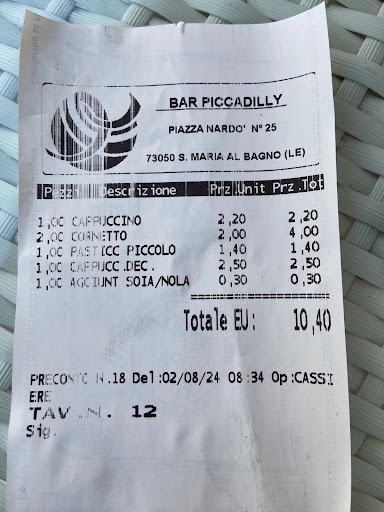 BAR PICCADILLY
PIAZZA NARDO' N° 25
73050 S. MARIA AL BAGNO (LE)
Pezzi Descrizione Prz.Unit Prz.Tot
1,00 CAPPUCCINO 2,20 2,20
2,00 CORNETTO 2,00 4,00
1,00 PASTICC PICCOLO 1,40 1,40
1,00 CAPPUCC.DEC. 2,50 2,50
1,00 AGGIUNT SOIA/NOLA 0,30 0,30
Totale EU: 10,40
PRECONTO N.18 Del:02/08/24 08:34 Op:CASSI
ERE
TAV.N. 12
Sig.